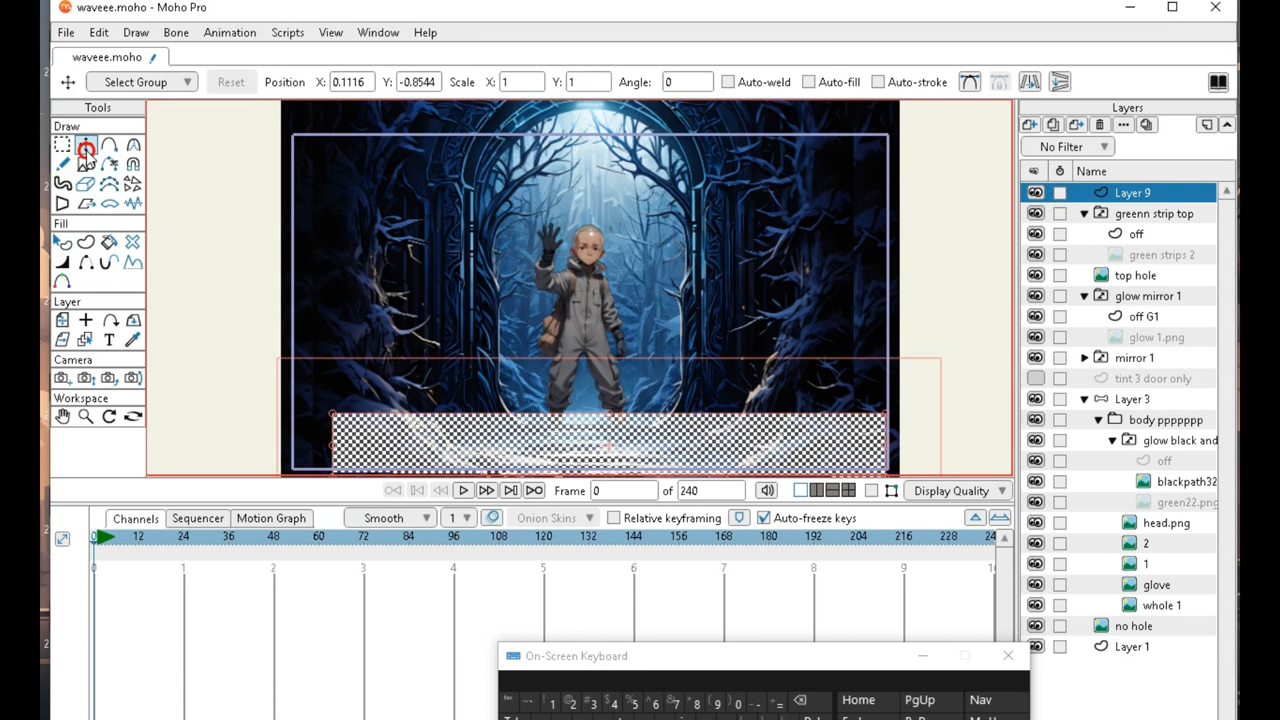 waveee.moho - Moho Pro
File Edit Draw Bone Animation Scripts View Window Help
waveee.moho
Select Group Reset Position X: 0.1116 Y: -0.8544 Scale X: 1 Y: 1 Angle: 0 Auto-weld Auto-fill Auto-stroke
Tools
Draw
Fill
Layer
Camera
Workspace
Layers
No Filter
Name
Layer 9
greenn strip top
off
green strips 2
top hole
glow mirror 1
off G1
glow 1.png
mirror 1
tint 3 door only
Layer 3
body ppppppp
glow black and
off
blackpath32
green22.png
head.png
2
1
glove
whole 1
no hole
Layer 1
Frame 0 of 240 Display Quality
Channels Sequencer Motion Graph Smooth 1 Onion Skins Relative keyframing Auto-freeze keys
0 12 24 36 48 60 72 84 96 108 120 132 144 156 168 180 192 204 216 228 24
0 1 2 3 4 5 6 7 8 9
On-Screen Keyboard
Esc 1 2 3 4 5 6 7 8 9 0 - = Home PgUp Nav